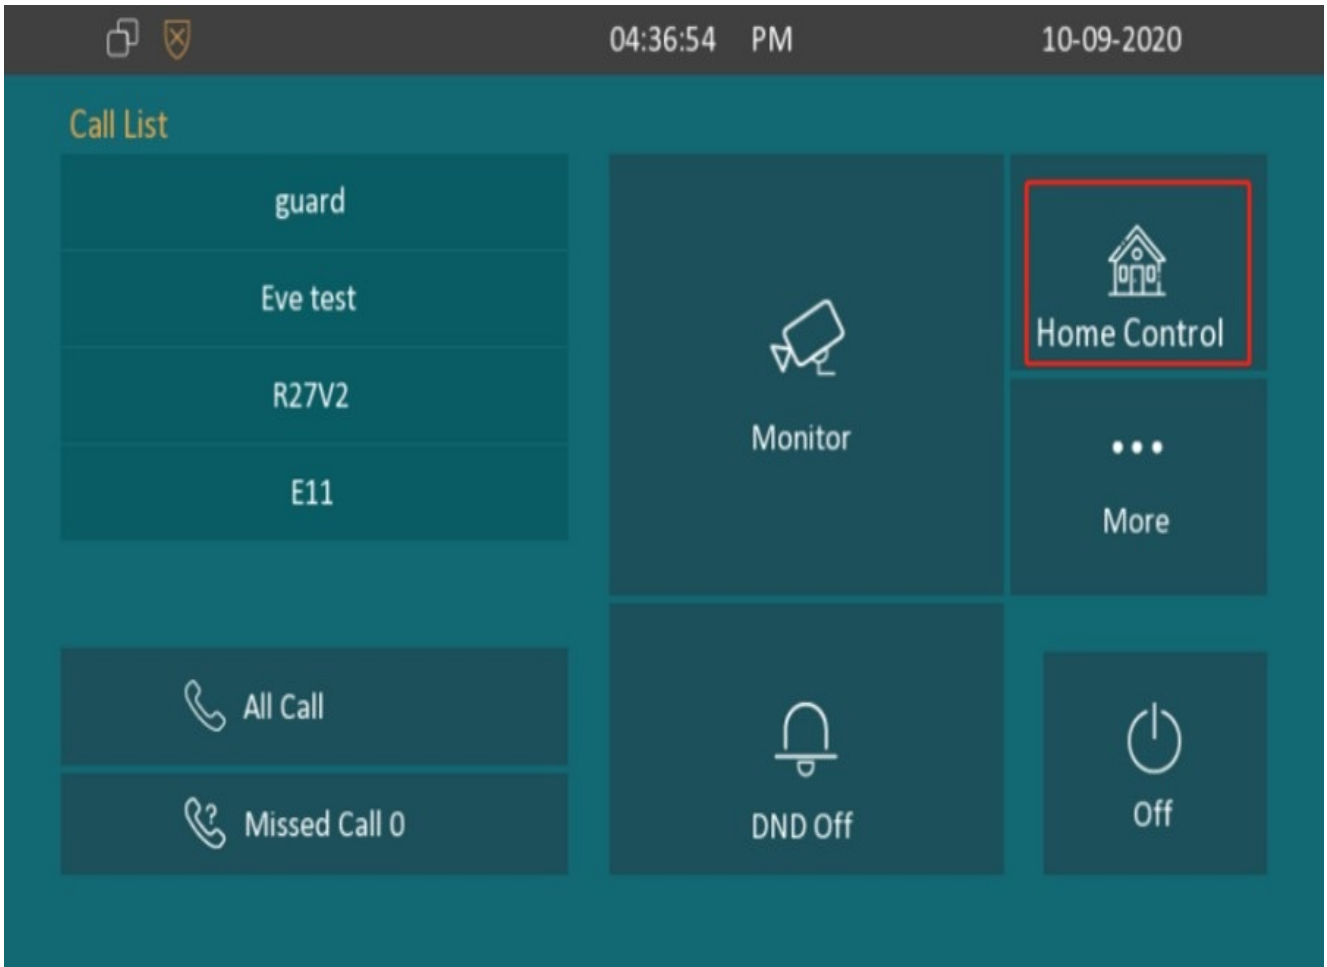 04:36:54 PM 10-09-2020
Call List
guard
Eve test
R27V2
E11
All Call
Missed Call 0
Monitor
DND Off
Home Control
More
Off